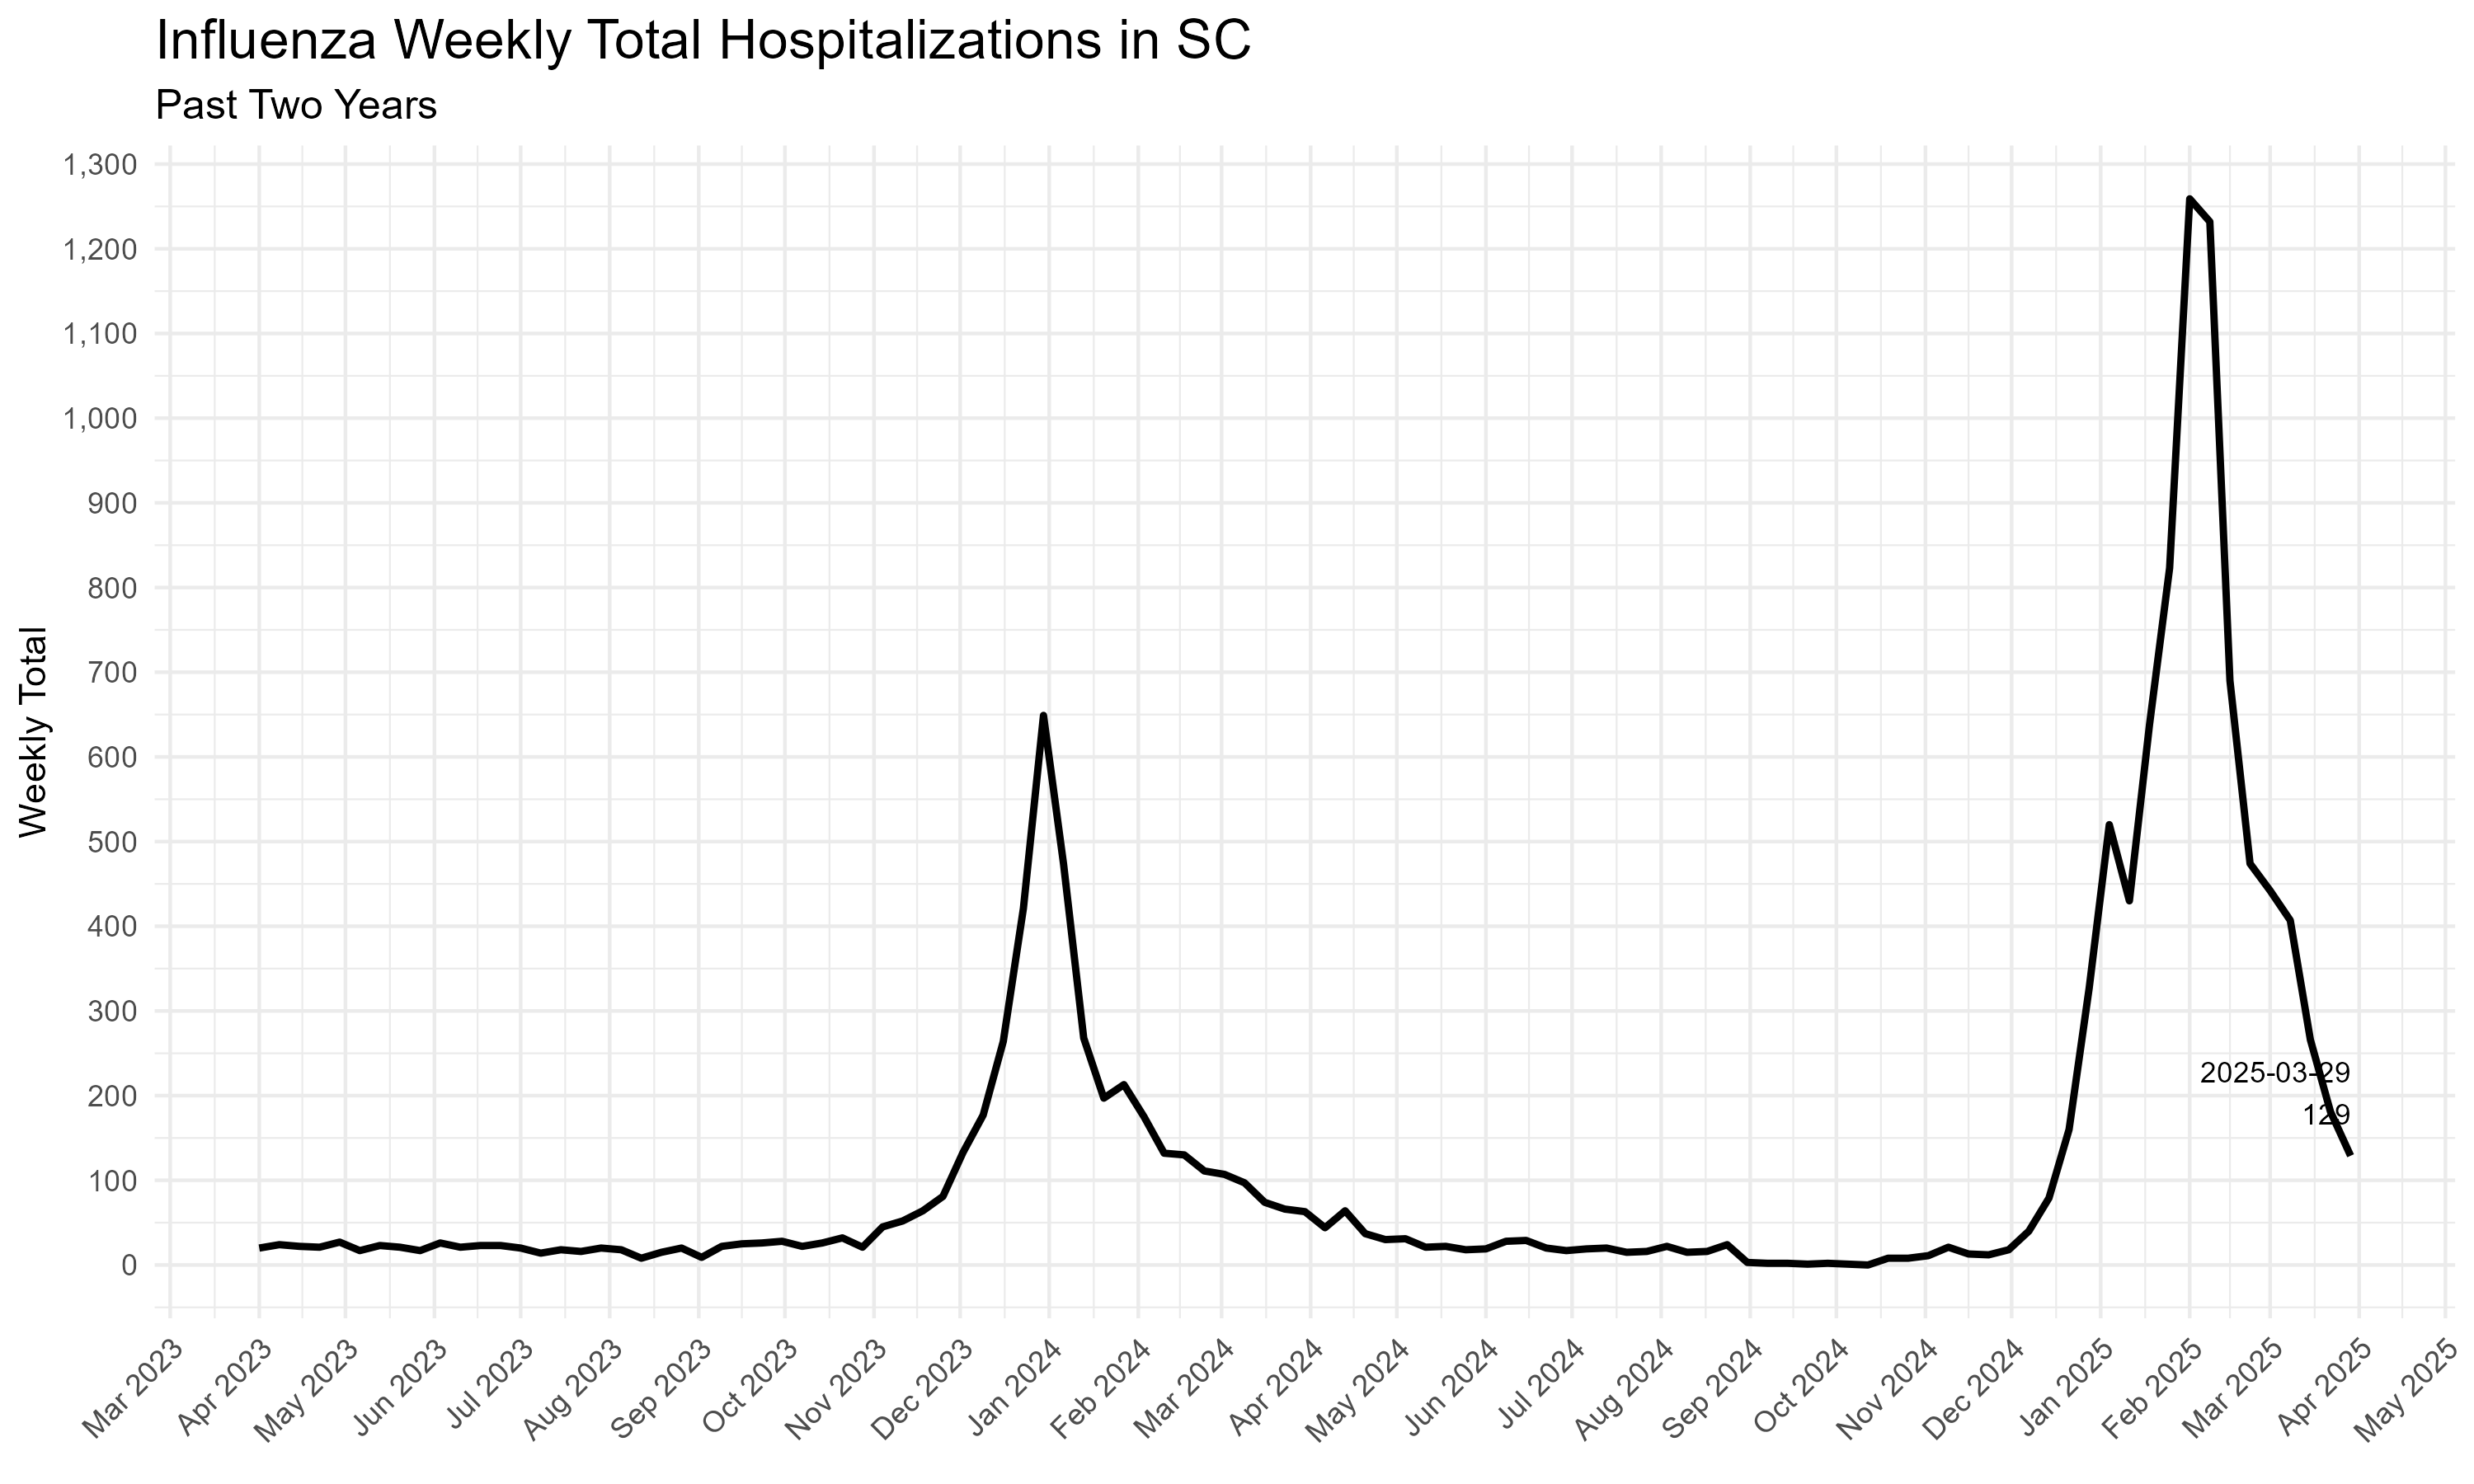 Influenza Weekly Total Hospitalizations in SC
Past Two Years
Weekly Total
1,300
1,200
1,100
1,000
900
800
700
600
500
400
300
200
100
0
2025-03-29
129
Mar 2023
Apr 2023
May 2023
Jun 2023
Jul 2023
Aug 2023
Sep 2023
Oct 2023
Nov 2023
Dec 2023
Jan 2024
Feb 2024
Mar 2024
Apr 2024
May 2024
Jun 2024
Jul 2024
Aug 2024
Sep 2024
Oct 2024
Nov 2024
Dec 2024
Jan 2025
Feb 2025
Mar 2025
Apr 2025
May 2025